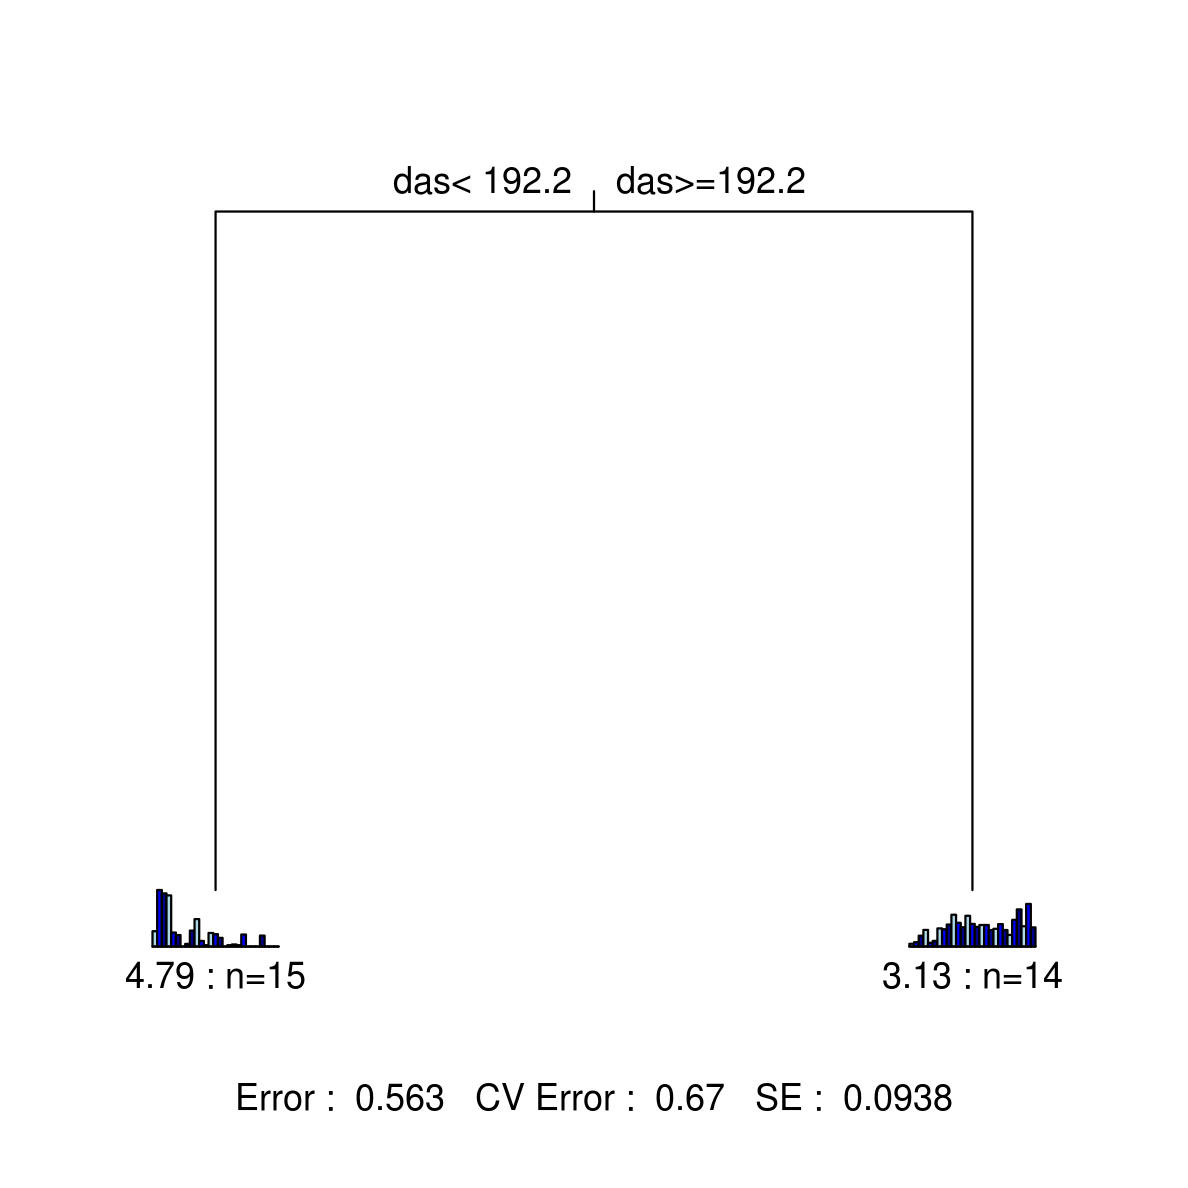 das< 192.2 das>=192.2
4.79 : n=15 3.13 : n=14
Error : 0.563 CV Error : 0.67 SE : 0.0938